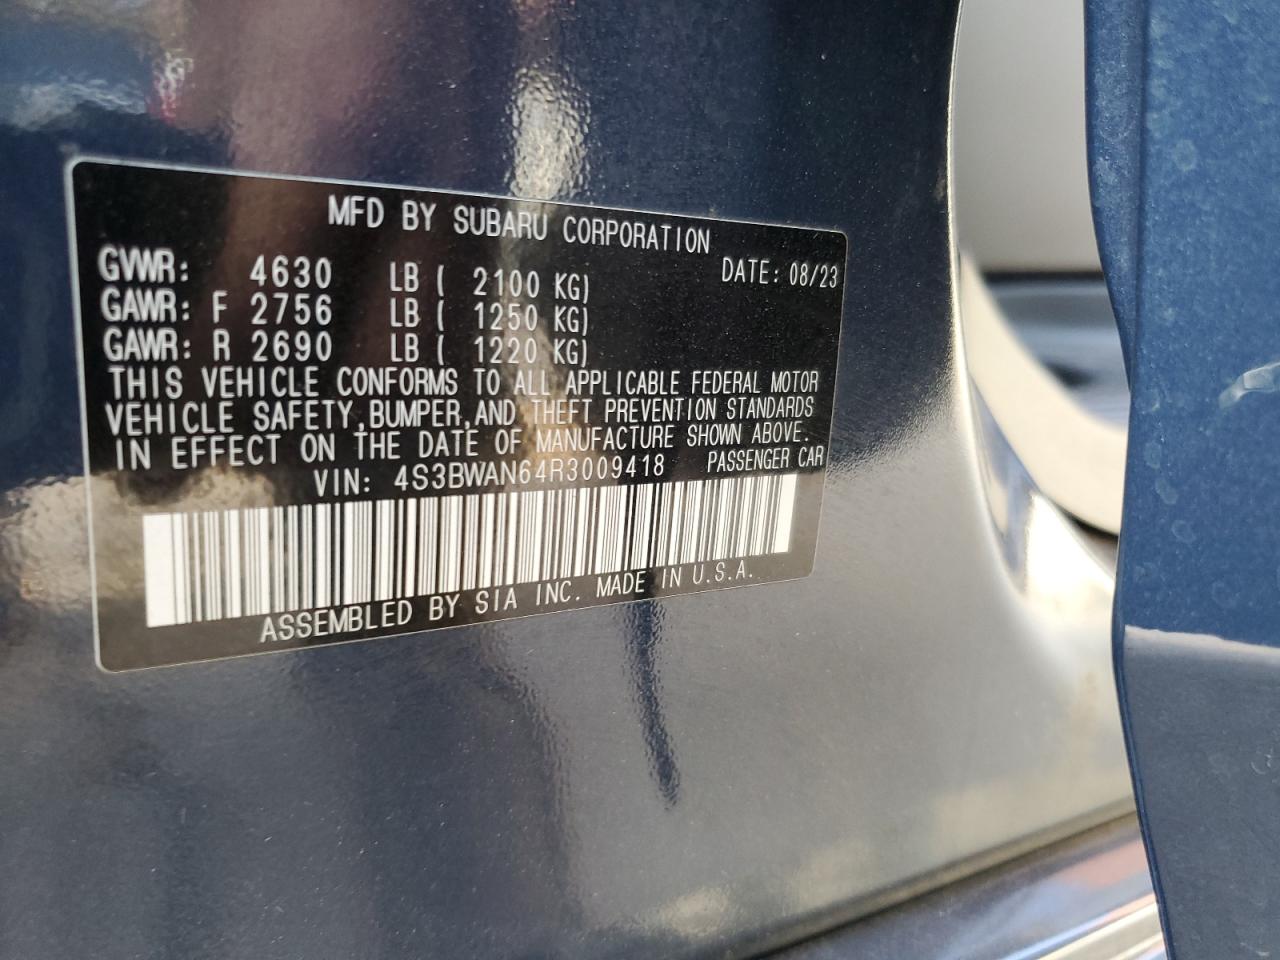 MFD BY SUBARU CORPORATION
GVWR: 4630 LB ( 2100 KG) DATE: 08/23
GAWR: F 2756 LB ( 1250 KG)
GAWR: R 2690 LB ( 1220 KG)
THIS VEHICLE CONFORMS TO ALL APPLICABLE FEDERAL MOTOR
VEHICLE SAFETY,BUMPER,AND THEFT PREVENTION STANDARDS
IN EFFECT ON THE DATE OF MANUFACTURE SHOWN ABOVE.
VIN: 4S3BWAN64R3009418 PASSENGER CAR
ASSEMBLED BY SIA INC. MADE IN U.S.A.